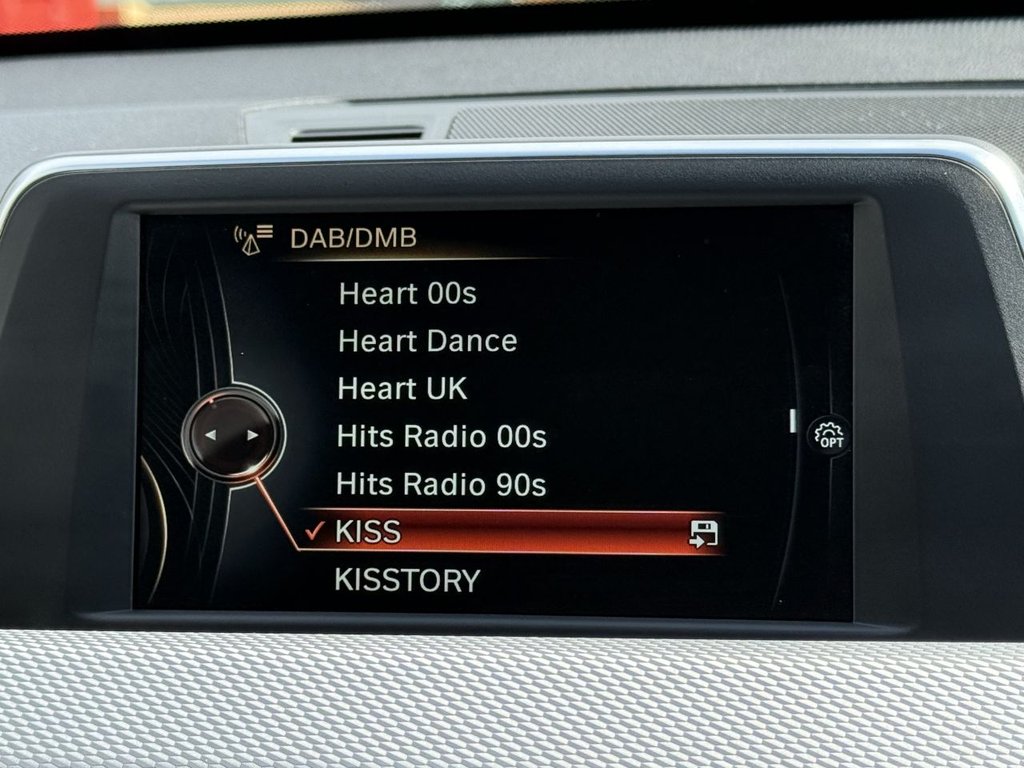 DAB/DMB
Heart 00s
Heart Dance
Heart UK
Hits Radio 00s
OPT
Hits Radio 90s
KISS
KISSTORY